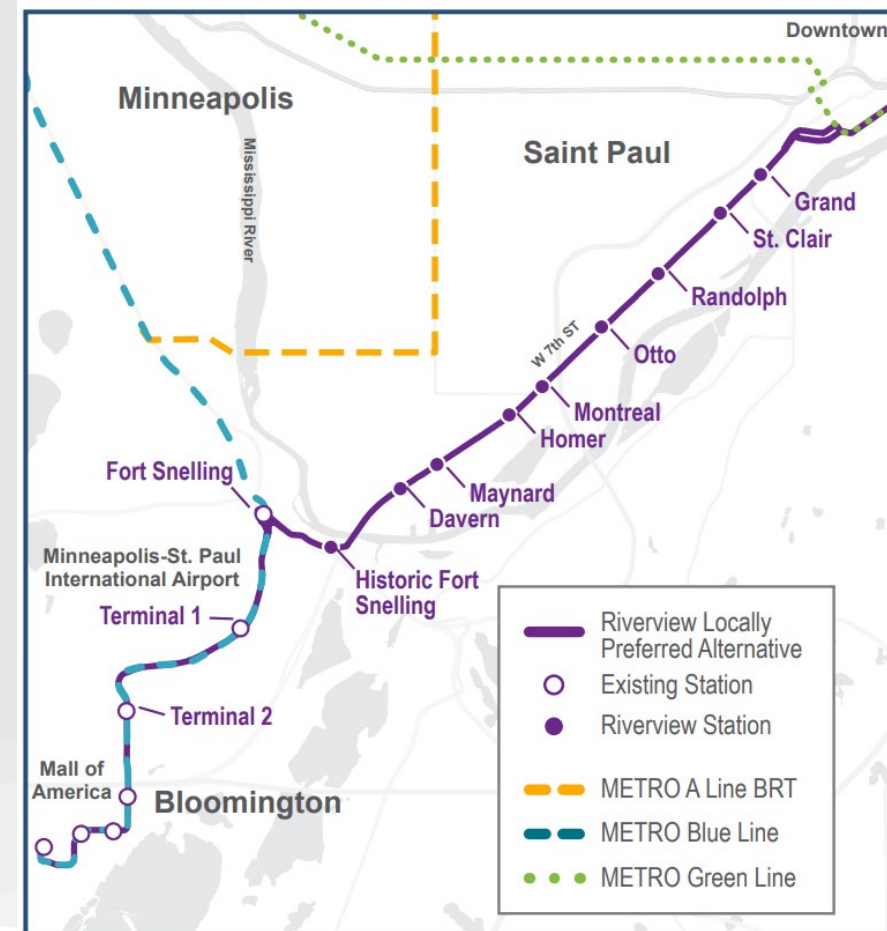 Downtown
Minneapolis
Saint Paul
Mississippi River
Grand
St. Clair
Randolph
Otto
W 7th ST
Montreal
Homer
Maynard
Davern
Fort Snelling
Historic Fort
Snelling
Minneapolis-St. Paul
International Airport
Terminal 1
Terminal 2
Mall of
America
Bloomington
Riverview Locally
Preferred Alternative
Existing Station
Riverview Station
METRO A Line BRT
METRO Blue Line
METRO Green Line